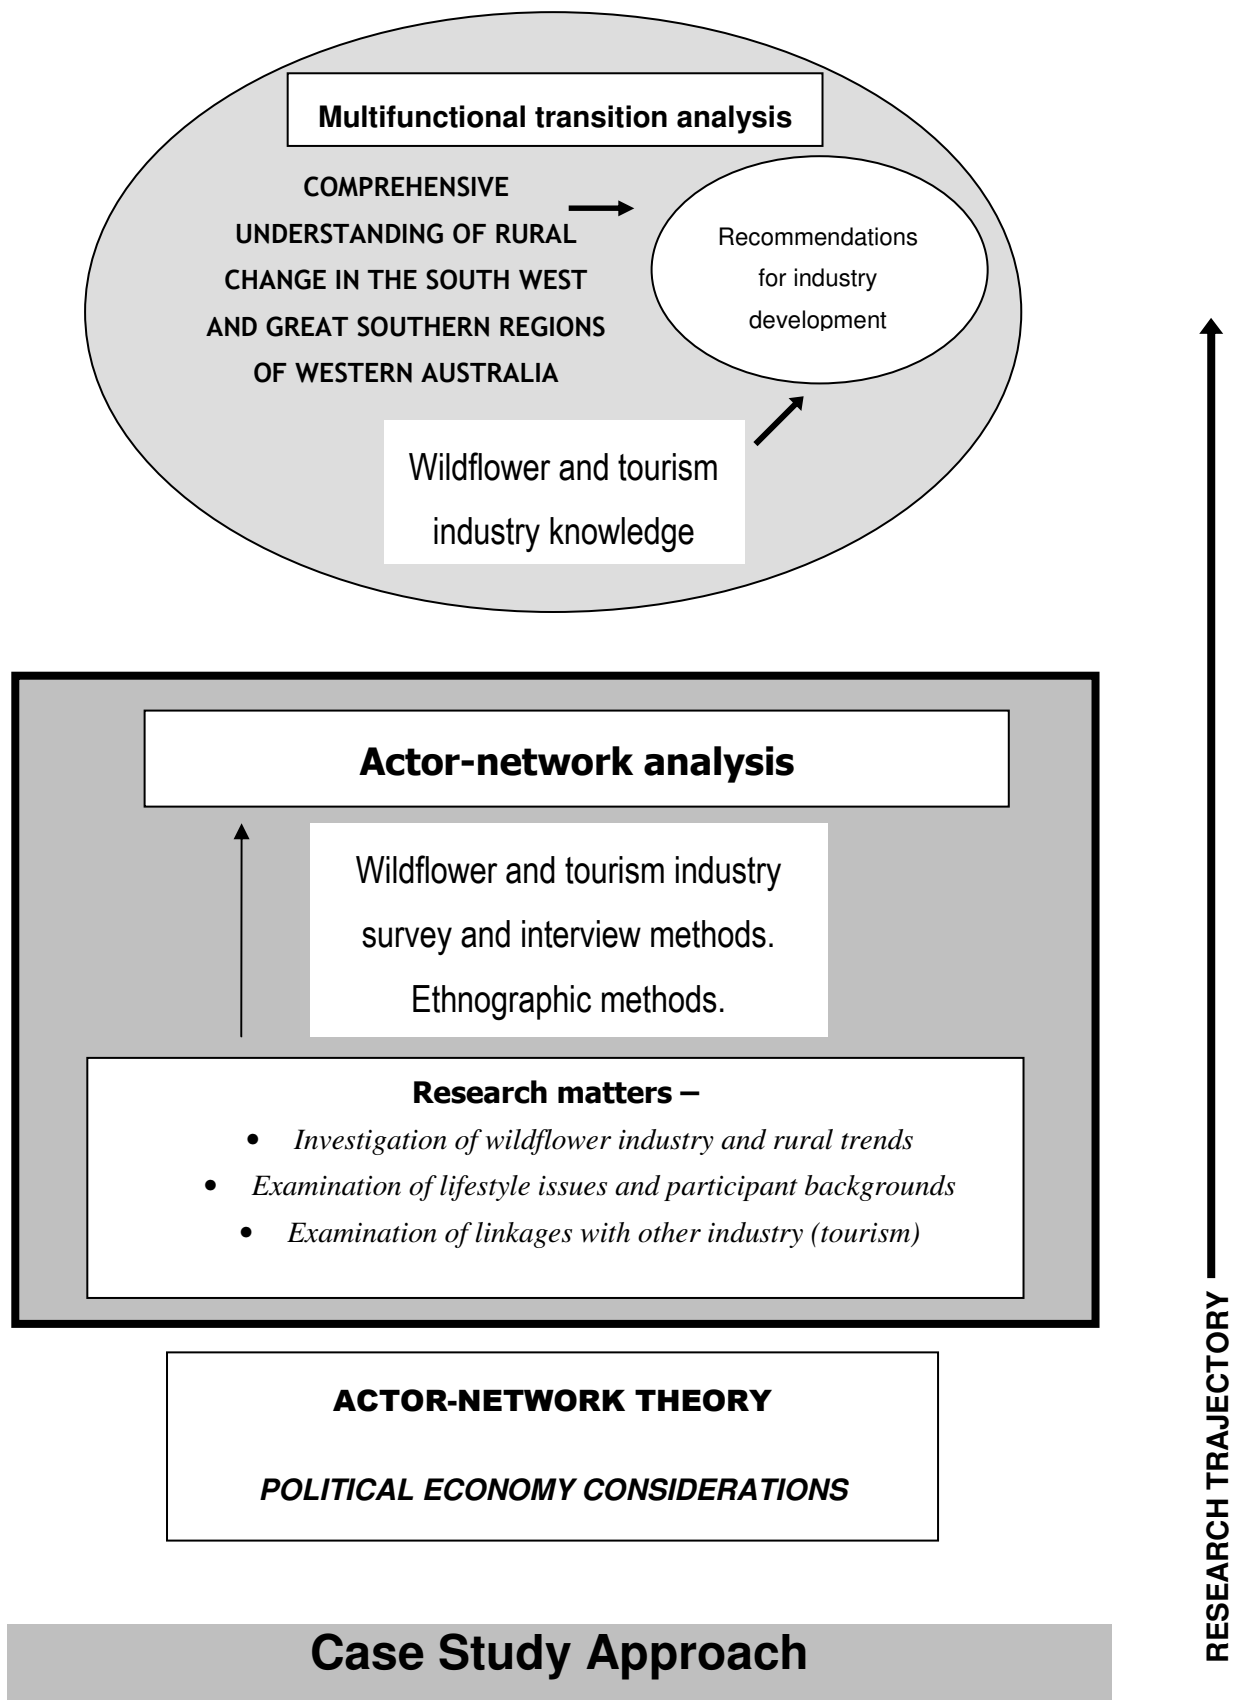 Multifunctional transition analysis
COMPREHENSIVE
UNDERSTANDING OF RURAL
CHANGE IN THE SOUTH WEST
AND GREAT SOUTHERN REGIONS
OF WESTERN AUSTRALIA
Recommendations
for industry
development
Wildflower and tourism
industry knowledge
Actor-network analysis
Wildflower and tourism industry
survey and interview methods.
Ethnographic methods.
Research matters –
• Investigation of wildflower industry and rural trends
• Examination of lifestyle issues and participant backgrounds
• Examination of linkages with other industry (tourism)
ACTOR-NETWORK THEORY
POLITICAL ECONOMY CONSIDERATIONS
Case Study Approach
RESEARCH TRAJECTORY